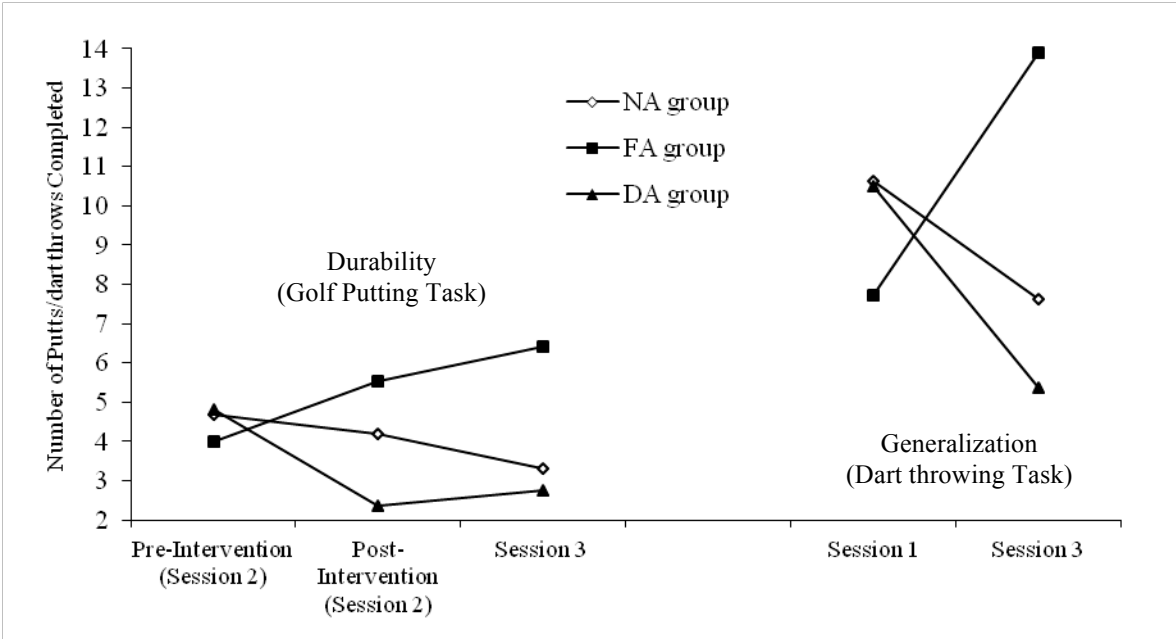 Number of Putts/dart throws Completed
14
13
12
11
10
9
8
7
6
5
4
3
2
NA group
FA group
DA group
Durability
(Golf Putting Task)
Generalization
(Dart throwing Task)
Pre-Intervention
(Session 2)
Post-
Intervention
(Session 2)
Session 3
Session 1
Session 3